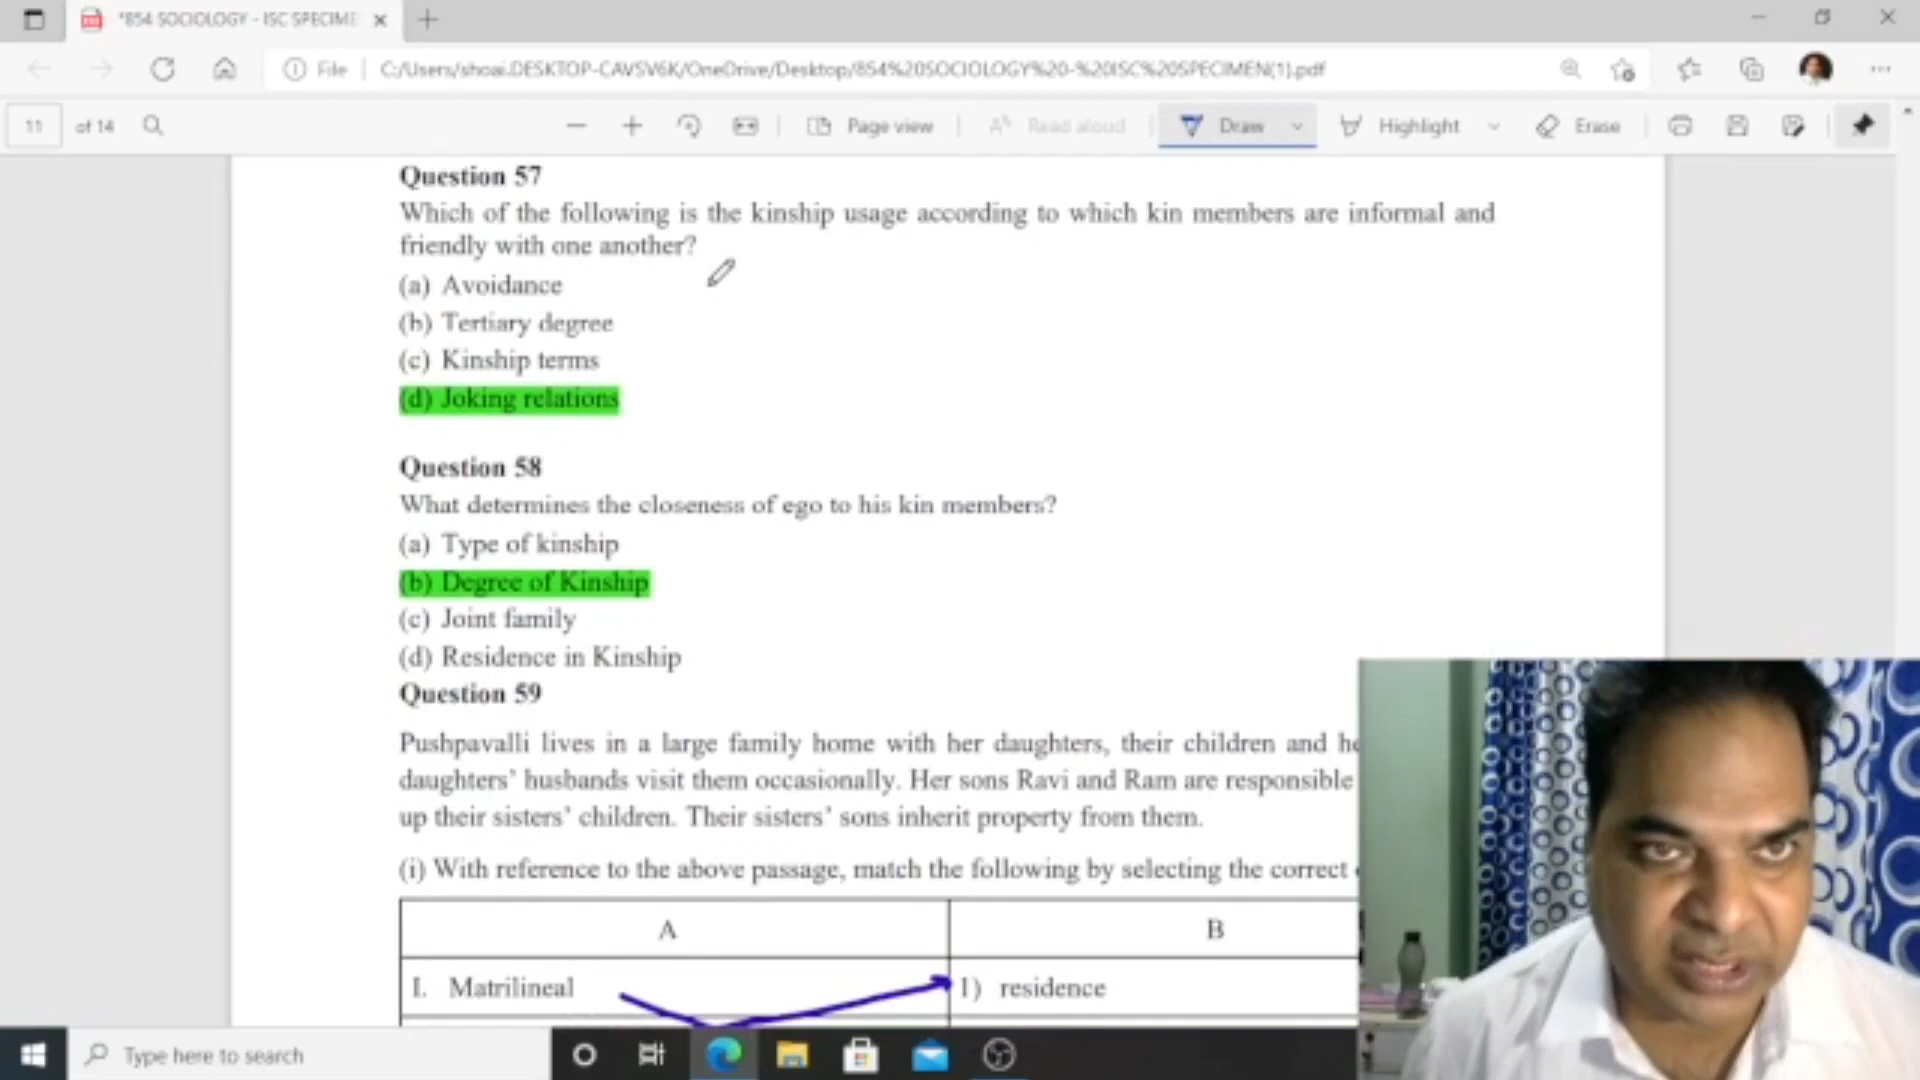 *854 SOCIOLOGY - ISC SPECIME
File
C:/Users/shoai.DESKTOP-CAVSV6K/OneDrive/Desktop/854%20SOCIOLOGY%20-%20ISC%20SPECIMEN(1).pdf
11 of 14
Page view
Read aloud
Draw
Highlight
Erase
Question 57
Which of the following is the kinship usage according to which kin members are informal and
friendly with one another?
(a) Avoidance
(b) Tertiary degree
(c) Kinship terms
(d) Joking relations
Question 58
What determines the closeness of ego to his kin members?
(a) Type of kinship
(b) Degree of Kinship
(c) Joint family
(d) Residence in Kinship
Question 59
Pushpavalli lives in a large family home with her daughters, their children and he
daughters' husbands visit them occasionally. Her sons Ravi and Ram are responsible
up their sisters' children. Their sisters' sons inherit property from them.
(i) With reference to the above passage, match the following by selecting the correct
A B
I. Matrilineal 1) residence
Type here to search